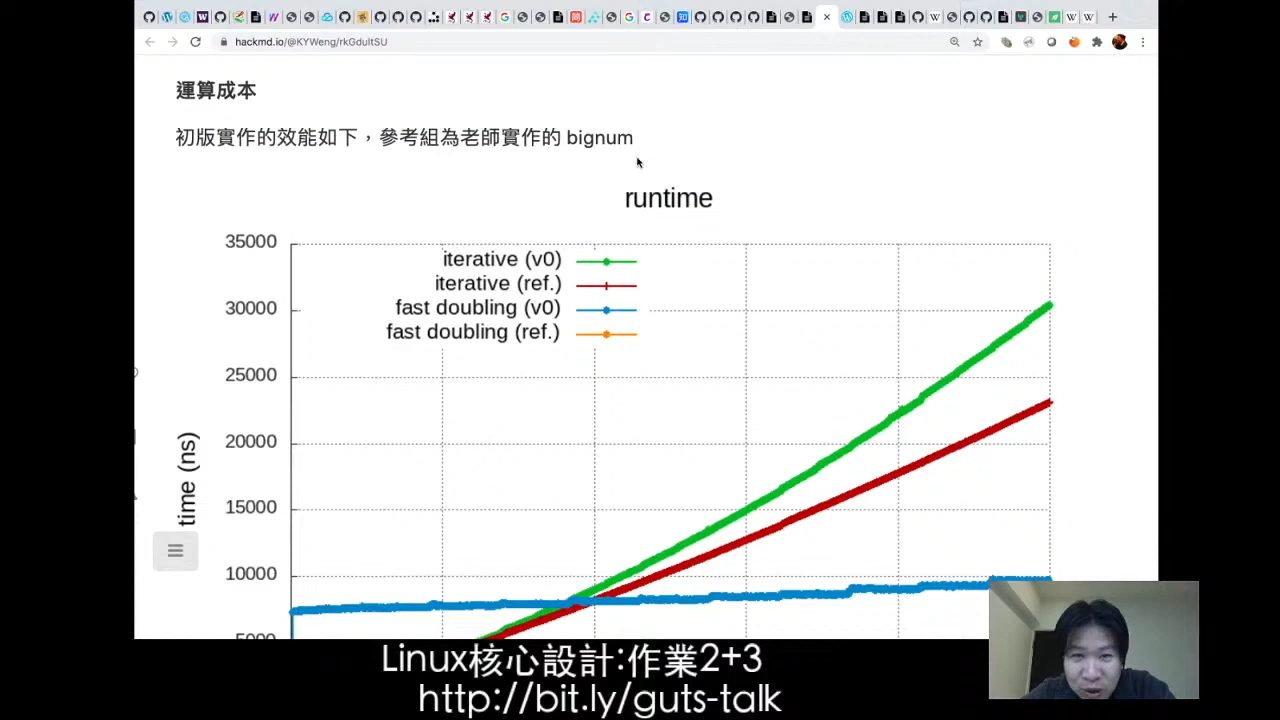 hackmd.io/@KYWeng/rkGdultSU
運算成本
初版實作的效能如下，參考組為老師實作的 bignum
runtime
35000
30000
25000
20000
15000
10000
time (ns)
iterative (v0)
iterative (ref.)
fast doubling (v0)
fast doubling (ref.)
Linux核心設計:作業2+3
http://bit.ly/guts-talk